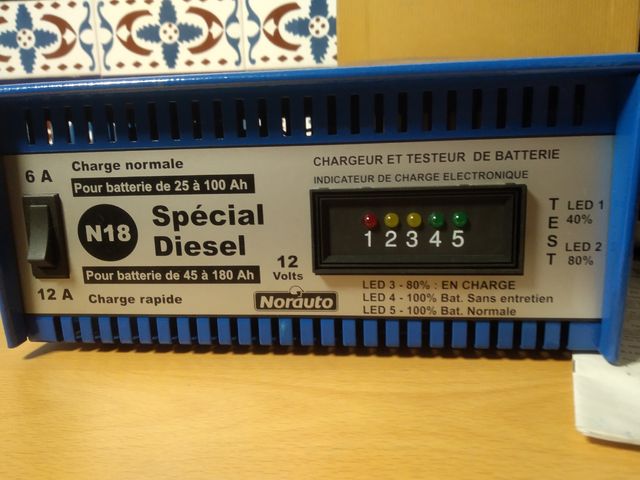 6 A
Charge normale
Pour batterie de 25 à 100 Ah
N18
Spécial
Diesel
Pour batterie de 45 à 180 Ah
12 A
Charge rapide
12
Volts
Norauto
CHARGEUR ET TESTEUR DE BATTERIE
INDICATEUR DE CHARGE ELECTRONIQUE
1 2 3 4 5
TEST
LED 1
40%
LED 2
80%
LED 3 - 80% : EN CHARGE
LED 4 - 100% Bat. Sans entretien
LED 5 - 100% Bat. Normale